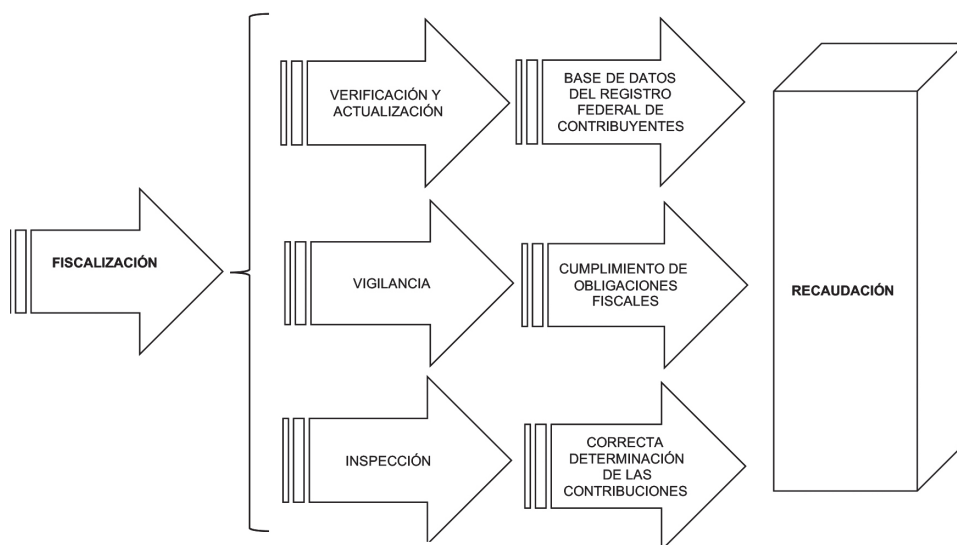 FISCALIZACIÓN
VERIFICACIÓN Y
ACTUALIZACIÓN
BASE DE DATOS
DEL REGISTRO
FEDERAL DE
CONTRIBUYENTES
VIGILANCIA
CUMPLIMIENTO DE
OBLIGACIONES
FISCALES
INSPECCIÓN
CORRECTA
DETERMINACIÓN
DE LAS
CONTRIBUCIONES
RECAUDACIÓN